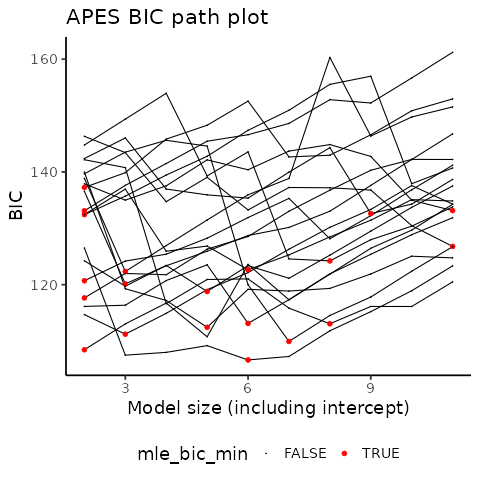 APES BIC path plot
160
140
120
BIC
3 6 9
Model size (including intercept)
mle_bic_min FALSE TRUE